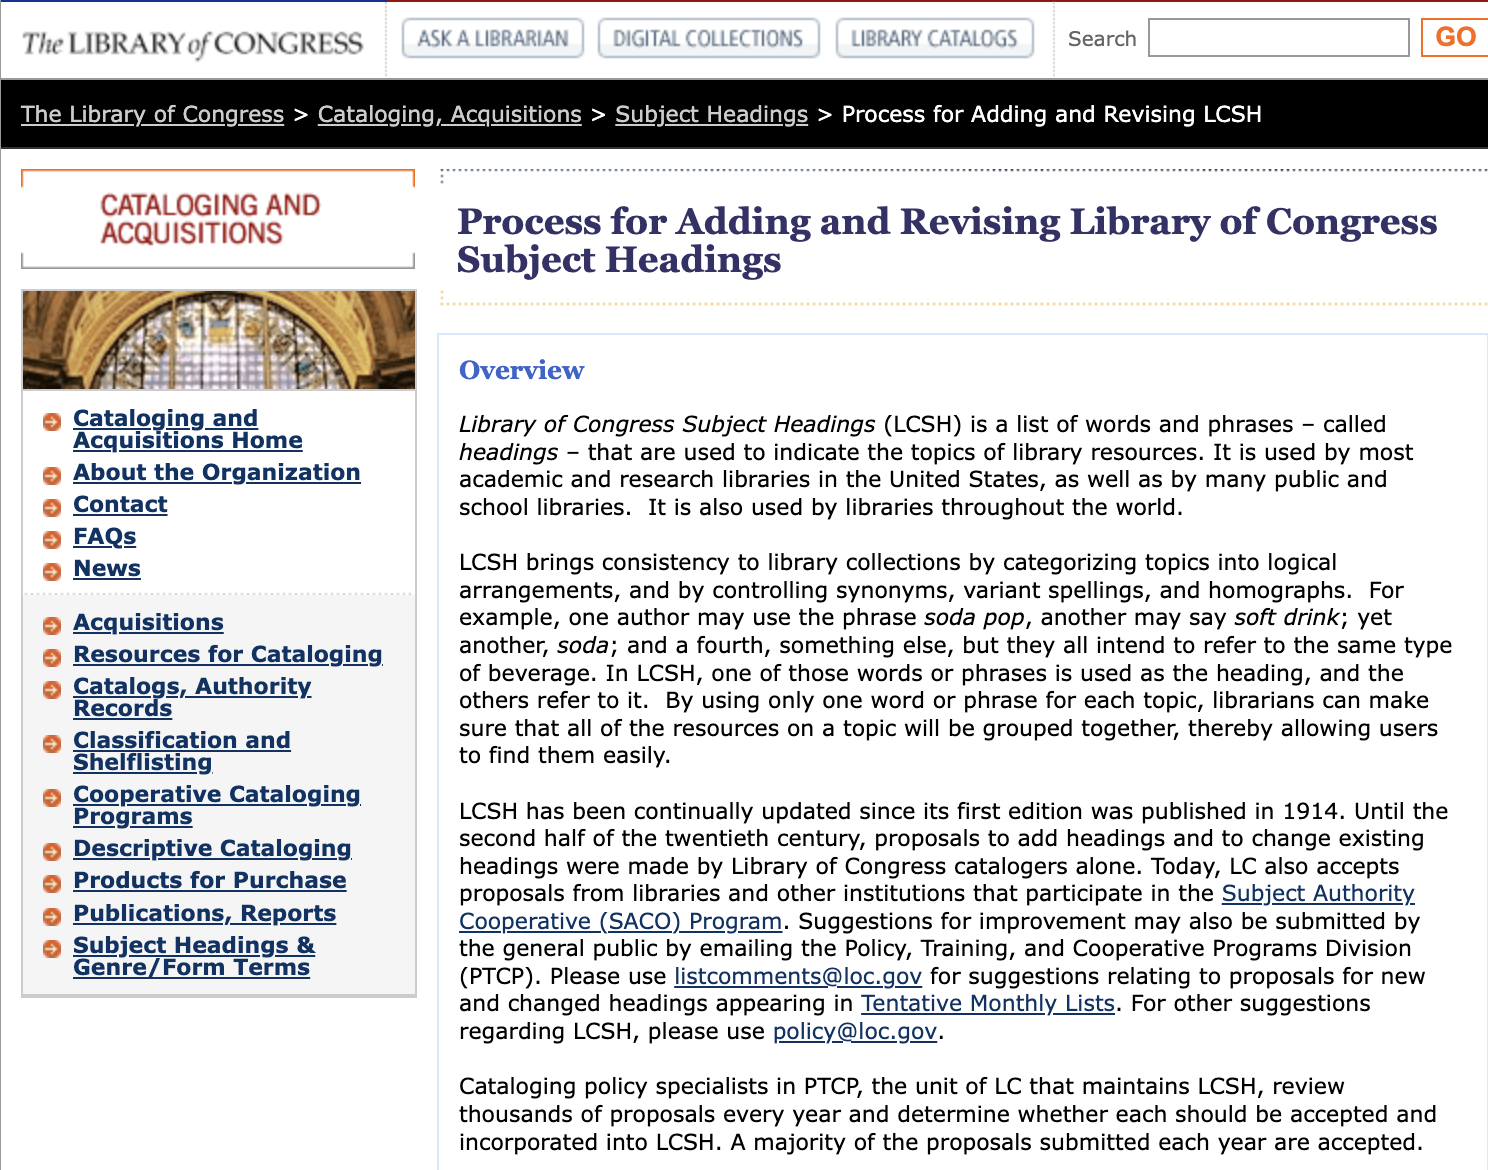 The LIBRARY of CONGRESS
ASK A LIBRARIAN
DIGITAL COLLECTIONS
LIBRARY CATALOGS
Search
GO
The Library of Congress > Cataloging, Acquisitions > Subject Headings > Process for Adding and Revising LCSH
CATALOGING AND
ACQUISITIONS
Cataloging and
Acquisitions Home
About the Organization
Contact
FAQs
News
Acquisitions
Resources for Cataloging
Catalogs, Authority
Records
Classification and
Shelflisting
Cooperative Cataloging
Programs
Descriptive Cataloging
Products for Purchase
Publications, Reports
Subject Headings &
Genre/Form Terms
Process for Adding and Revising Library of Congress
Subject Headings
Overview
Library of Congress Subject Headings (LCSH) is a list of words and phrases – called
headings – that are used to indicate the topics of library resources. It is used by most
academic and research libraries in the United States, as well as by many public and
school libraries.  It is also used by libraries throughout the world.
LCSH brings consistency to library collections by categorizing topics into logical
arrangements, and by controlling synonyms, variant spellings, and homographs.  For
example, one author may use the phrase soda pop, another may say soft drink; yet
another, soda; and a fourth, something else, but they all intend to refer to the same type
of beverage. In LCSH, one of those words or phrases is used as the heading, and the
others refer to it.  By using only one word or phrase for each topic, librarians can make
sure that all of the resources on a topic will be grouped together, thereby allowing users
to find them easily.
LCSH has been continually updated since its first edition was published in 1914. Until the
second half of the twentieth century, proposals to add headings and to change existing
headings were made by Library of Congress catalogers alone. Today, LC also accepts
proposals from libraries and other institutions that participate in the Subject Authority
Cooperative (SACO) Program. Suggestions for improvement may also be submitted by
the general public by emailing the Policy, Training, and Cooperative Programs Division
(PTCP). Please use listcomments@loc.gov for suggestions relating to proposals for new
and changed headings appearing in Tentative Monthly Lists. For other suggestions
regarding LCSH, please use policy@loc.gov.
Cataloging policy specialists in PTCP, the unit of LC that maintains LCSH, review
thousands of proposals every year and determine whether each should be accepted and
incorporated into LCSH. A majority of the proposals submitted each year are accepted.